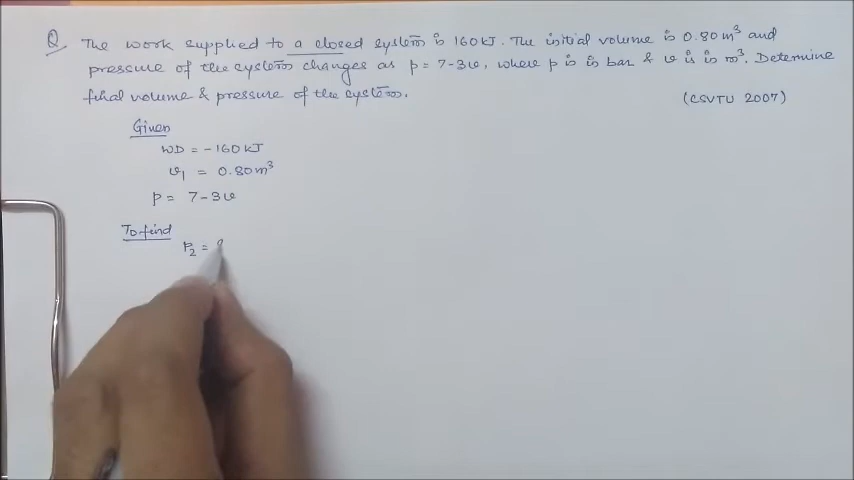 Q. The work supplied to a closed system is 160 kJ. The initial volume is 0.80 m³ and
pressure of the system changes as p = 7-3v, where p is in bar & v is in m³. Determine
final volume & pressure of the system.
(CSVTU 2007)
Given
WD = -160 kJ
v₁ = 0.80 m³
p = 7-3v
To find
p₂ =